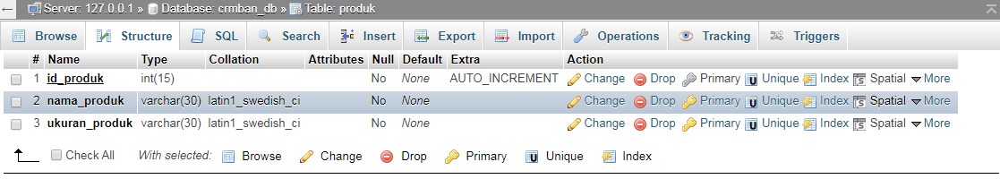 Server: 127.0.0.1 » Database: crmban_db » Table: produk
Browse Structure SQL Search Insert Export Import Operations Tracking Triggers
# Name Type Collation Attributes Null Default Extra Action
1 id_produk int(15) No None AUTO_INCREMENT Change Drop Primary Unique Index Spatial More
2 nama_produk varchar(30) latin1_swedish_ci No None Change Drop Primary Unique Index Spatial More
3 ukuran_produk varchar(30) latin1_swedish_ci No None Change Drop Primary Unique Index Spatial More
Check All With selected: Browse Change Drop Primary Unique Index